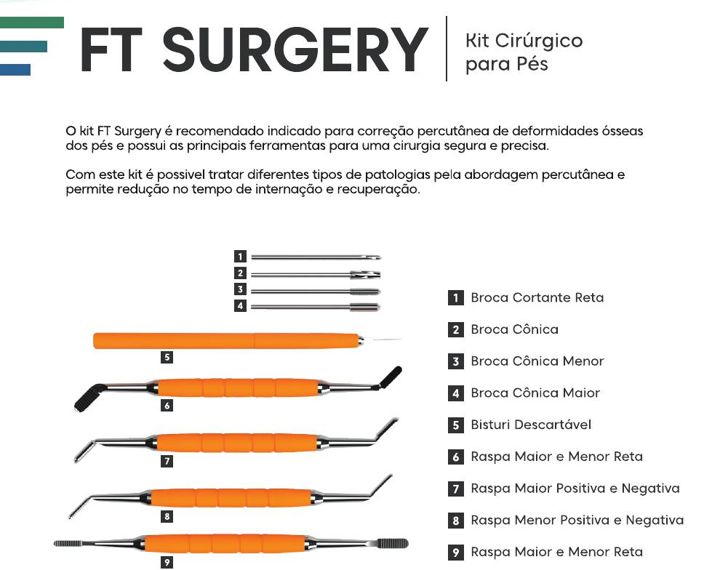 FT SURGERY
Kit Cirúrgico
para Pés
O kit FT Surgery é recomendado indicado para correção percutânea de deformidades ósseas
dos pés e possui as principais ferramentas para uma cirurgia segura e precisa.
Com este kit é possivel tratar diferentes tipos de patologias pela abordagem percutânea e
permite redução no tempo de internação e recuperação.
1
2
3
4
5
6
7
8
9
1 Broca Cortante Reta
2 Broca Cônica
3 Broca Cônica Menor
4 Broca Cônica Maior
5 Bisturi Descartável
6 Raspa Maior e Menor Reta
7 Raspa Maior Positiva e Negativa
8 Raspa Menor Positiva e Negativa
9 Raspa Maior e Menor Reta